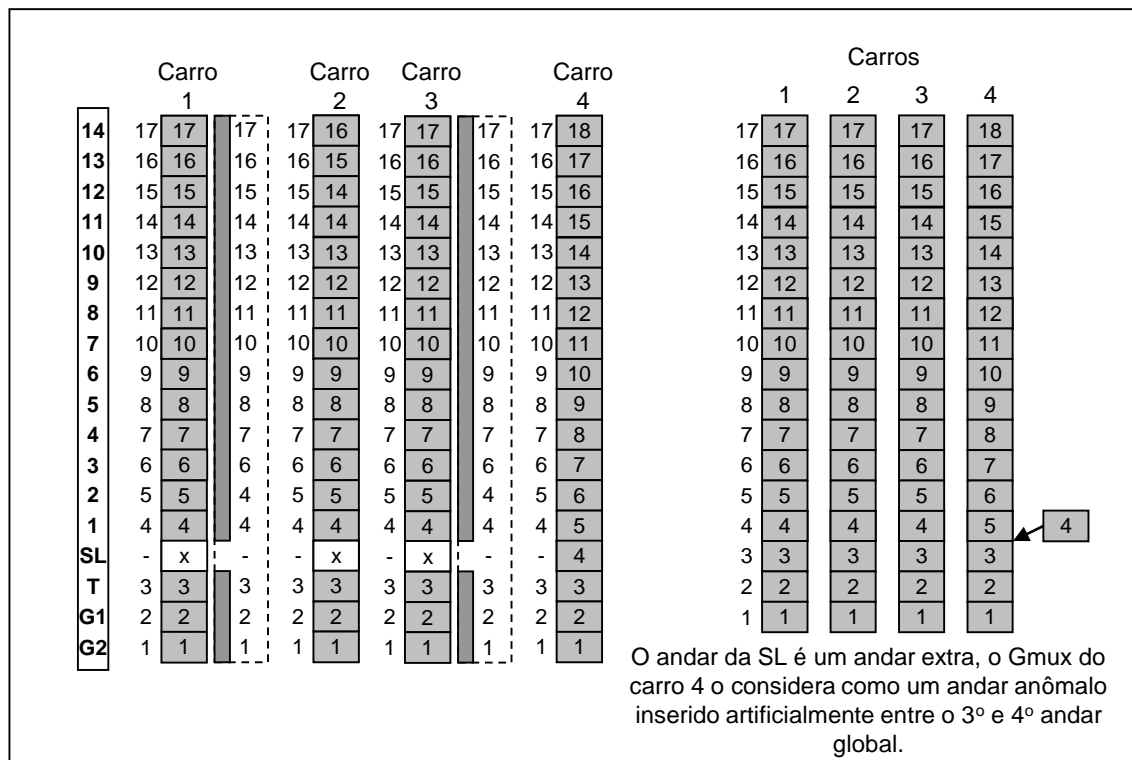 Carro 1 Carro 2 Carro 3 Carro 4
14 17 17 17 17 16 17 17 17 17 18
13 16 16 16 16 15 16 16 16 16 17
12 15 15 15 15 14 15 15 15 15 16
11 14 14 14 14 14 14 14 14 14 15
10 13 13 13 13 13 13 13 13 13 14
9 12 12 12 12 12 12 12 12 12 13
8 11 11 11 11 11 11 11 11 11 12
7 10 10 10 10 10 10 10 10 10 11
6 9 9 9 9 9 9 9 9 9 10
5 8 8 8 8 8 8 8 8 8 9
4 7 7 7 7 7 7 7 7 7 8
3 6 6 6 6 6 6 6 6 6 7
2 5 5 4 5 5 5 5 4 5 6
1 4 4 4 4 4 4 4 4 4 5
SL - x - - x - x - - 4
T 3 3 3 3 3 3 3 3 3 3
G1 2 2 2 2 2 2 2 2 2 2
G2 1 1 1 1 1 1 1 1 1 1
Carros
1 2 3 4
17 17 17 17 18
16 16 16 16 17
15 15 15 15 16
14 14 14 14 15
13 13 13 13 14
12 12 12 12 13
11 11 11 11 12
10 10 10 10 11
9 9 9 9 10
8 8 8 8 9
7 7 7 7 8
6 6 6 6 7
5 5 5 5 6
4 4 4 4 5 4
3 3 3 3 3
2 2 2 2 2
1 1 1 1 1
O andar da SL é um andar extra, o Gmux do
carro 4 o considera como um andar anômalo
inserido artificialmente entre o 3º e 4º andar
global.